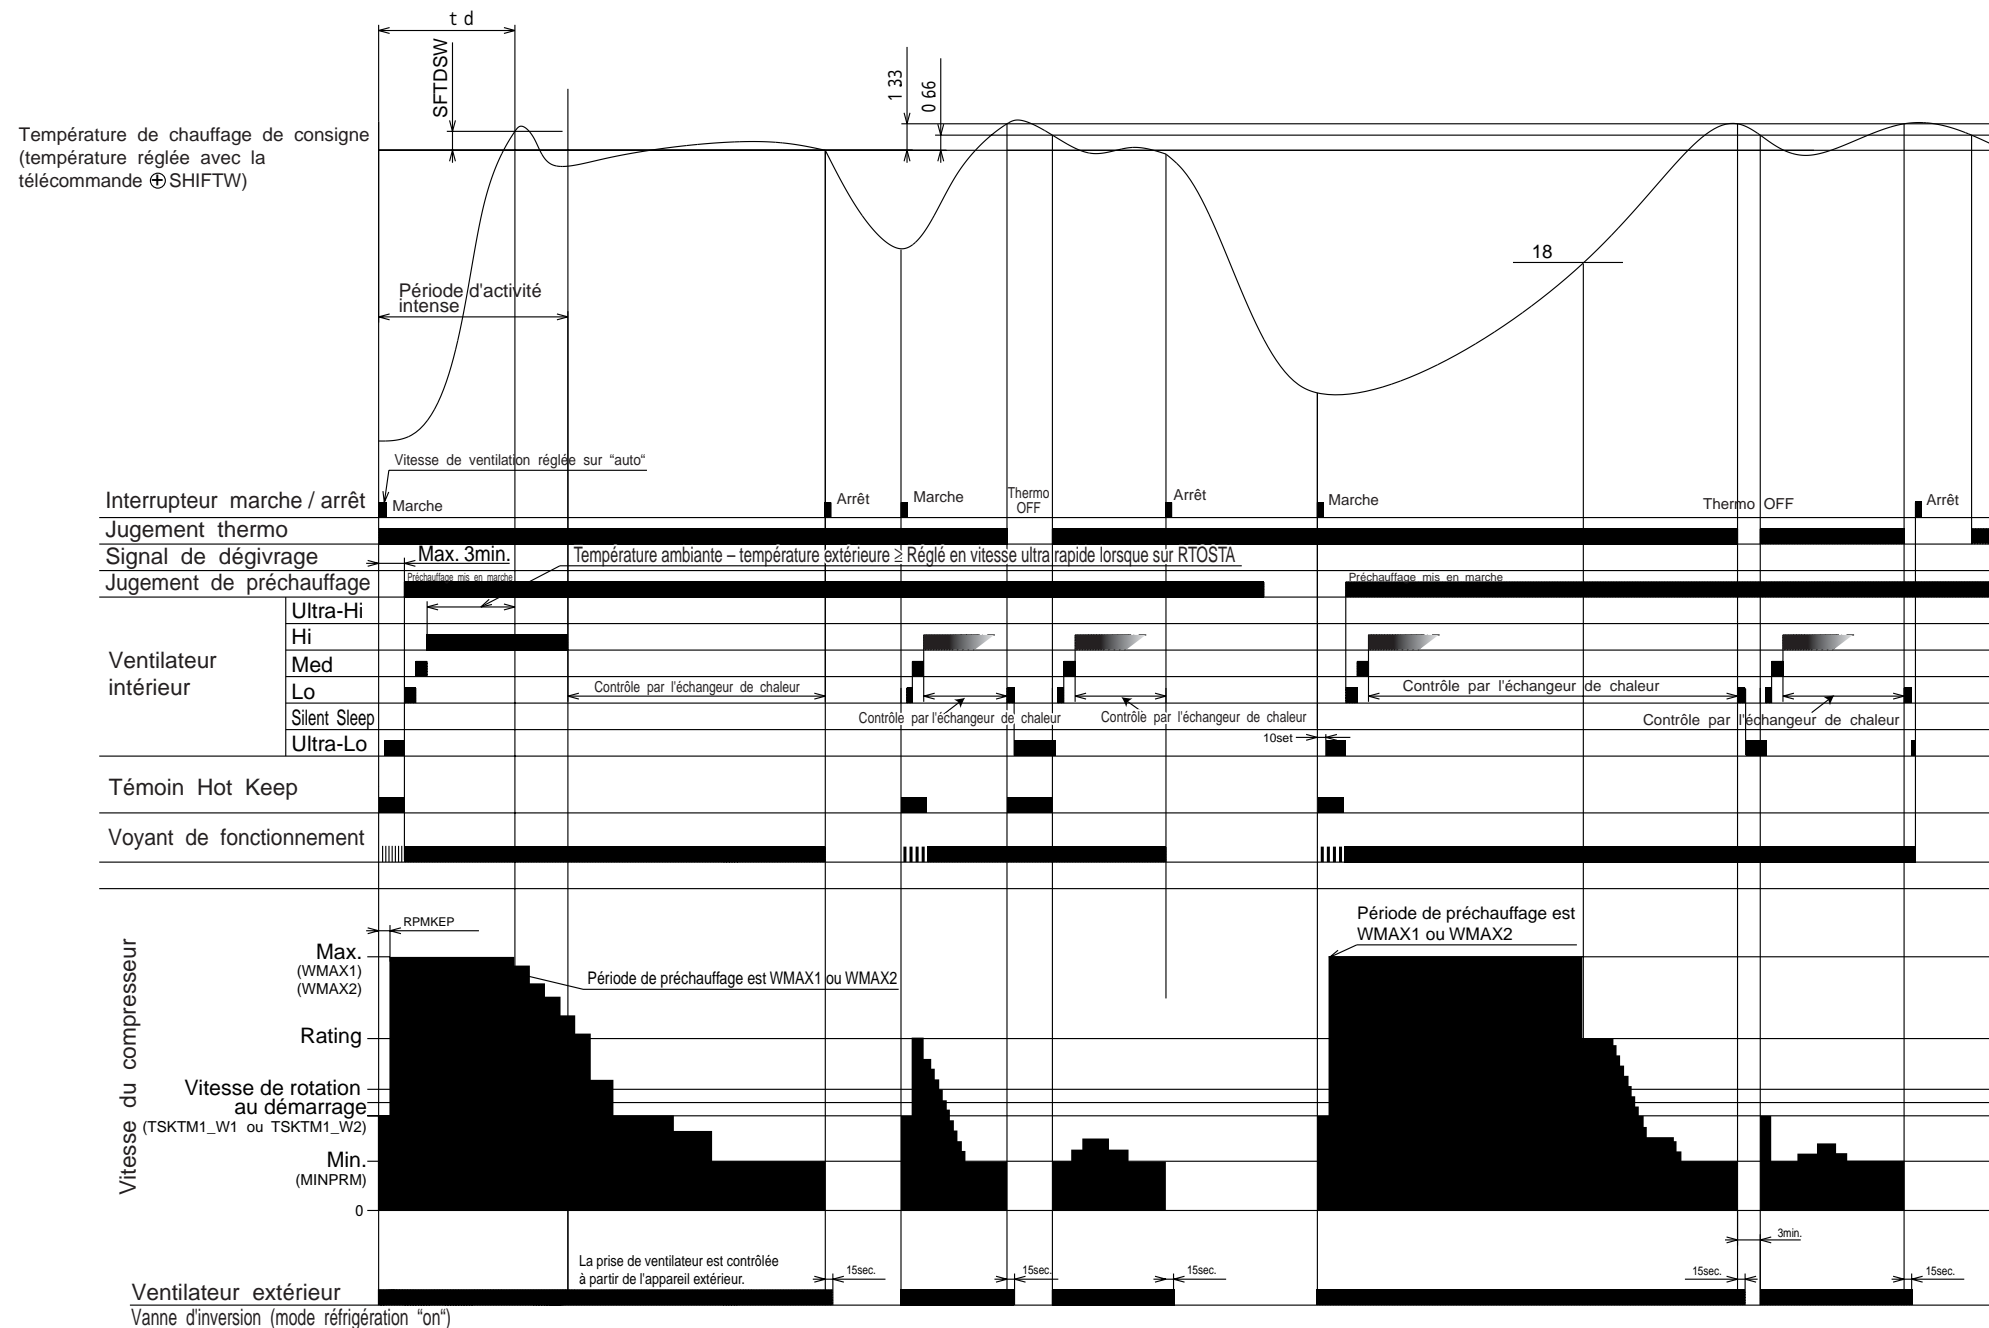 t d
SFTDSW
1 33
0 66
Température de chauffage de consigne
(température réglée avec la
télécommande ⊕ SHIFTW)
18
Période d'activité
intense
Vitesse de ventilation réglée sur “auto“
Interrupteur marche / arrêt
Marche
Arrêt
Marche
Thermo
OFF
Arrêt
Marche
Thermo OFF
Arrêt
Jugement thermo
Signal de dégivrage
Max. 3min.
Température ambiante – température extérieure ≥ Réglé en vitesse ultra rapide lorsque sur RTOSTA
Jugement de préchauffage
Préchauffage mis en marche
Préchauffage mis en marche
Ventilateur
intérieur
Ultra-Hi
Hi
Med
Lo
Silent Sleep
Ultra-Lo
Contrôle par l'échangeur de chaleur
Contrôle par l'échangeur de chaleur
Contrôle par l'échangeur de chaleur
Contrôle par l'échangeur de chaleur
Contrôle par l'échangeur de chaleur
10set
Témoin Hot Keep
Voyant de fonctionnement
Vitesse du compresseur
RPMKEP
Max.
(WMAX1)
(WMAX2)
Période de préchauffage est WMAX1 ou WMAX2
Période de préchauffage est
WMAX1 ou WMAX2
Rating
Vitesse de rotation
au démarrage
(TSKTM1_W1 ou TSKTM1_W2)
Min.
(MINPRM)
0
3min.
La prise de ventilateur est contrôlée
à partir de l'appareil extérieur.
15sec.
15sec.
15sec.
15sec.
15sec.
Ventilateur extérieur
Vanne d'inversion (mode réfrigération “on“)